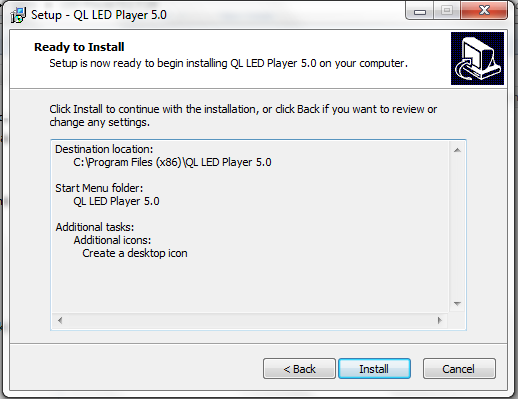 Setup - QL LED Player 5.0
Ready to Install
Setup is now ready to begin installing QL LED Player 5.0 on your computer.
Click Install to continue with the installation, or click Back if you want to review or
change any settings.
Destination location:
C:\Program Files (x86)\QL LED Player 5.0
Start Menu folder:
QL LED Player 5.0
Additional tasks:
Additional icons:
Create a desktop icon
< Back
Install
Cancel